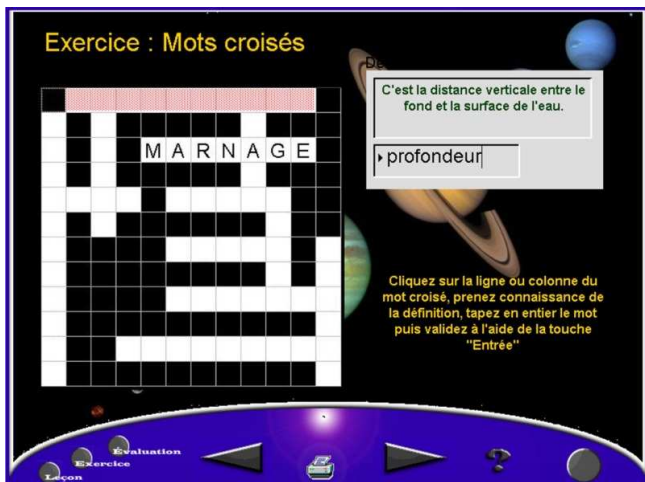 Exercice : Mots croisés
C'est la distance verticale entre le
fond et la surface de l'eau.
profondeur
MARNAGE
Cliquez sur la ligne ou colonne du
mot croisé, prenez connaissance de
la définition, tapez en entier le mot
puis validez à l'aide de la touche
"Entrée"
Evaluation
Exercice
Leçon
?